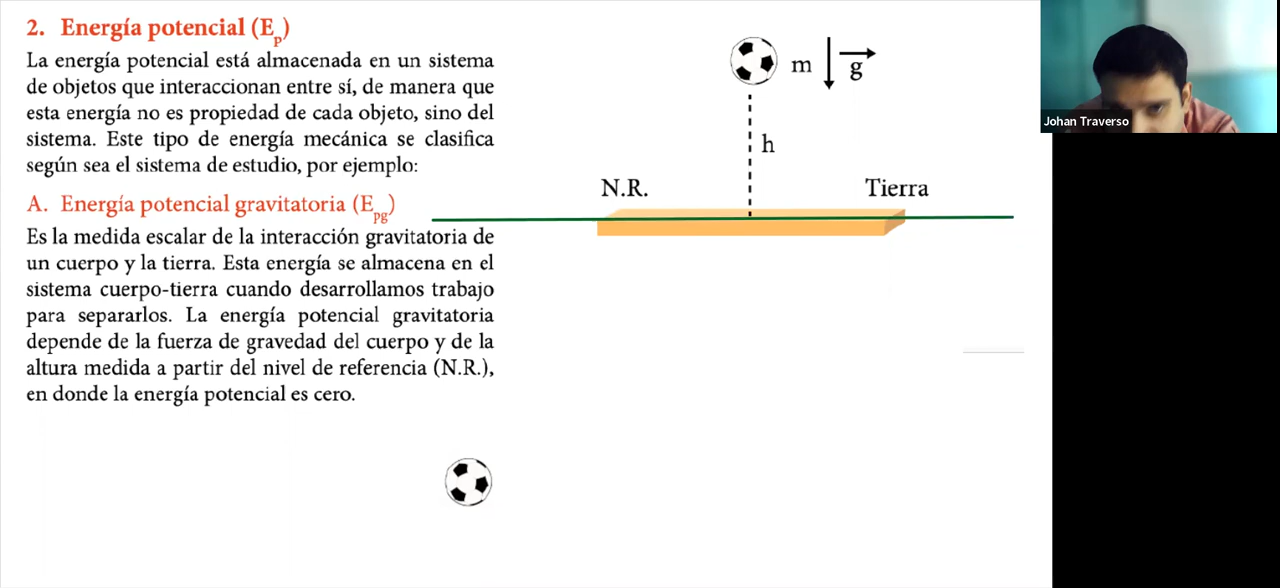 2. Energía potencial (Ep)
La energía potencial está almacenada en un sistema
de objetos que interaccionan entre sí, de manera que
esta energía no es propiedad de cada objeto, sino del
sistema. Este tipo de energía mecánica se clasifica
según sea el sistema de estudio, por ejemplo:
A. Energía potencial gravitatoria (Epg)
Es la medida escalar de la interacción gravitatoria de
un cuerpo y la tierra. Esta energía se almacena en el
sistema cuerpo-tierra cuando desarrollamos trabajo
para separarlos. La energía potencial gravitatoria
depende de la fuerza de gravedad del cuerpo y de la
altura medida a partir del nivel de referencia (N.R.),
en donde la energía potencial es cero.
m g
h
N.R. Tierra
Johan Traverso